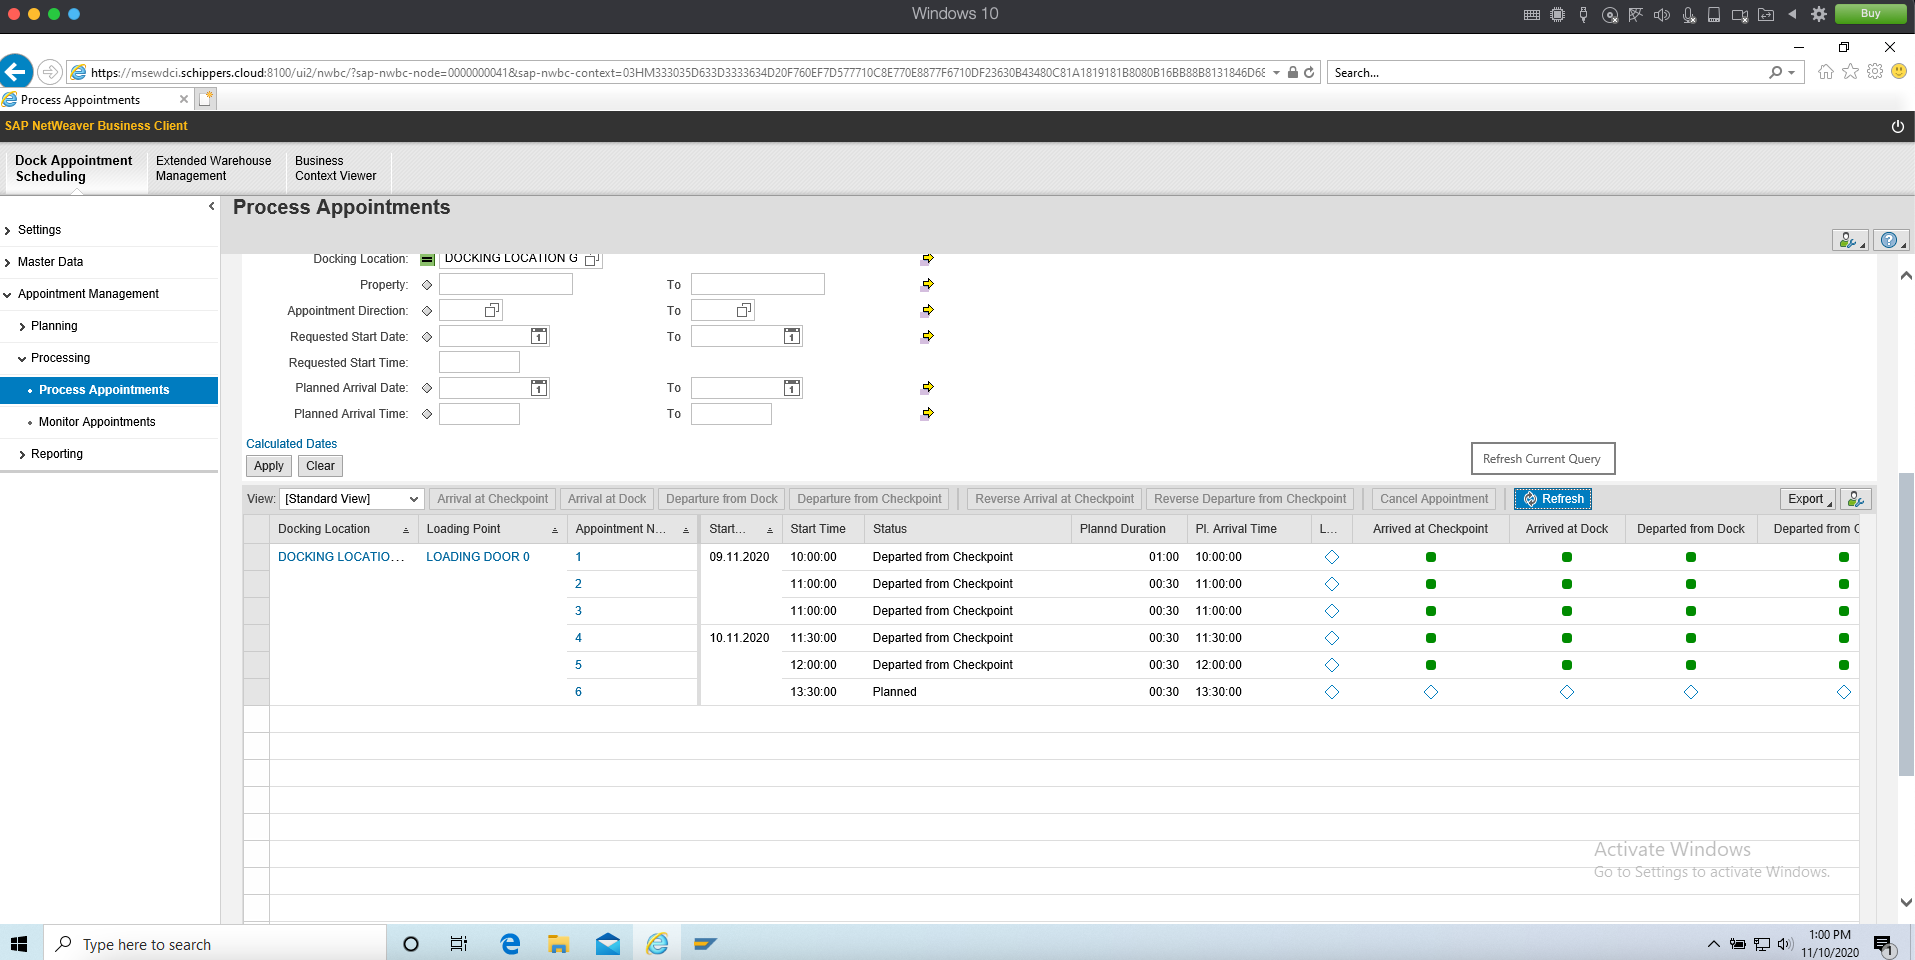 Windows 10
Buy
https://msewdci.schippers.cloud:8100/ui2/nwbc/?sap-nwbc-node=0000000041&sap-nwbc-context=03HM333035D633D3333634D20F760EF7D577710C8E770E8877F6710DF23630B43480C81A1819181B8080B16BB88B8131846D68
Search...
Process Appointments
SAP NetWeaver Business Client
Dock Appointment Scheduling
Extended Warehouse Management
Business Context Viewer
Process Appointments
Settings
Master Data
Appointment Management
Planning
Processing
Process Appointments
Monitor Appointments
Reporting
Docking Location: DOCKING LOCATION G
Property: To
Appointment Direction: To
Requested Start Date: 1 To 1
Requested Start Time:
Planned Arrival Date: 1 To 1
Planned Arrival Time: To
Calculated Dates
Apply Clear
Refresh Current Query
View: [Standard View] Arrival at Checkpoint Arrival at Dock Departure from Dock Departure from Checkpoint Reverse Arrival at Checkpoint Reverse Departure from Checkpoint Cancel Appointment Refresh Export
Docking Location Loading Point Appointment N... Start... Start Time Status Plannd Duration Pl. Arrival Time L... Arrived at Checkpoint Arrived at Dock Departed from Dock Departed from C
DOCKING LOCATIO... LOADING DOOR 0 1 09.11.2020 10:00:00 Departed from Checkpoint 01:00 10:00:00
2 11:00:00 Departed from Checkpoint 00:30 11:00:00
3 11:00:00 Departed from Checkpoint 00:30 11:00:00
4 10.11.2020 11:30:00 Departed from Checkpoint 00:30 11:30:00
5 12:00:00 Departed from Checkpoint 00:30 12:00:00
6 13:30:00 Planned 00:30 13:30:00
Activate Windows
Go to Settings to activate Windows.
Type here to search
1:00 PM
11/10/2020
1